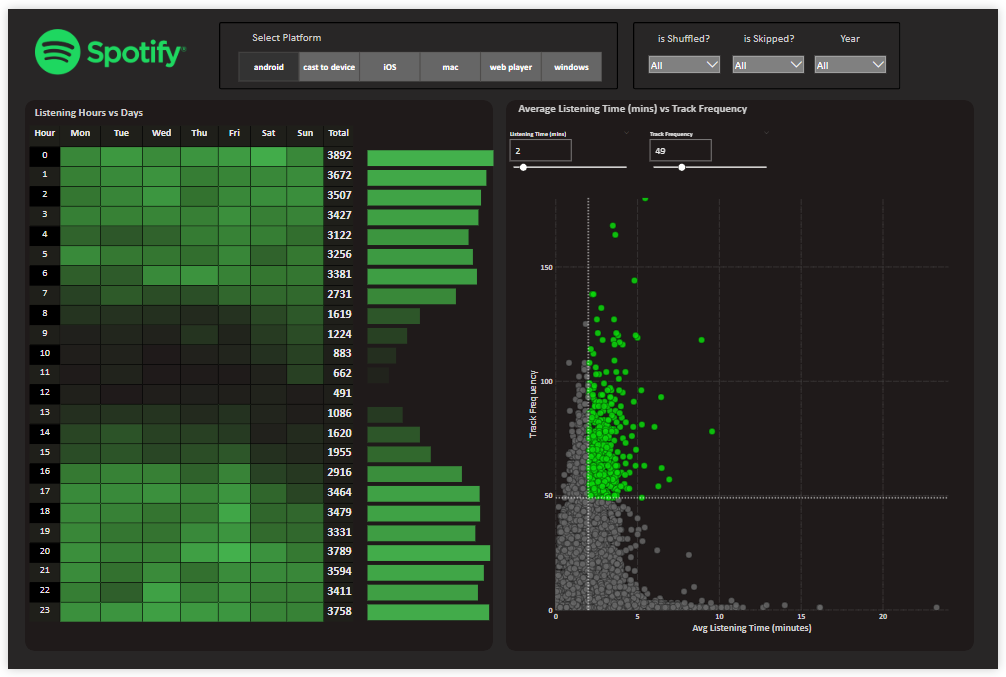 Spotify®
Select Platform
android cast to device iOS mac web player windows
is Shuffled? is Skipped? Year
All All All
Listening Hours vs Days
Hour Mon Tue Wed Thu Fri Sat Sun Total
0 3892
1 3672
2 3507
3 3427
4 3122
5 3256
6 3381
7 2731
8 1619
9 1224
10 883
11 662
12 491
13 1086
14 1620
15 1955
16 2916
17 3464
18 3479
19 3331
20 3789
21 3594
22 3411
23 3758
Average Listening Time (mins) vs Track Frequency
Listening Time (mins) Track Frequency
2 49
Track Frequency
150
100
50
0
0 5 10 15 20
Avg Listening Time (minutes)